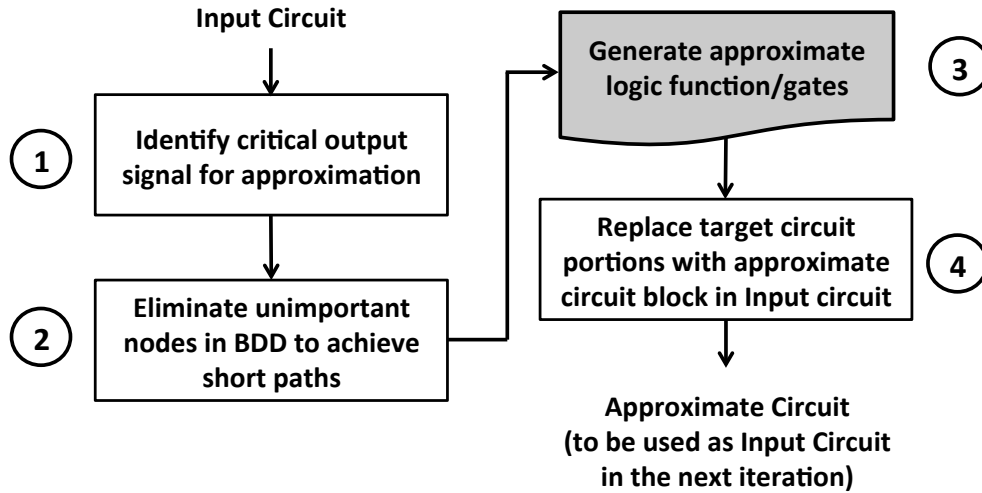 Input Circuit
1
Identify critical output
signal for approximation
2
Eliminate unimportant
nodes in BDD to achieve
short paths
Generate approximate
logic function/gates
3
Replace target circuit
portions with approximate
circuit block in Input circuit
4
Approximate Circuit
(to be used as Input Circuit
in the next iteration)